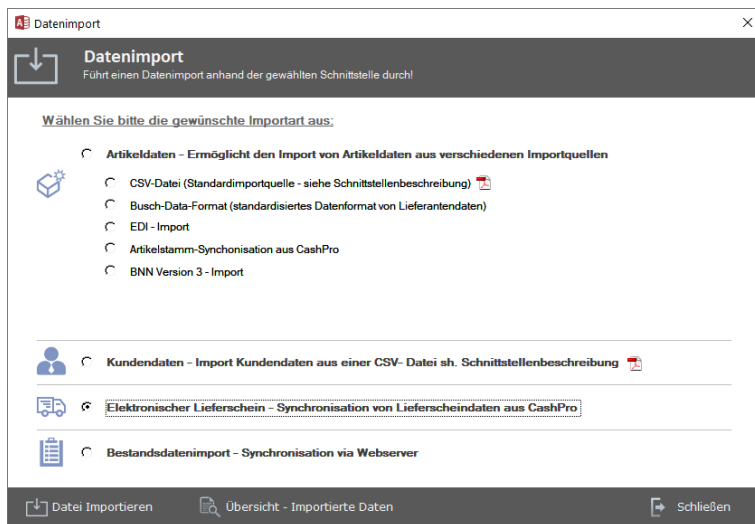 Datenimport
Datenimport
Führt einen Datenimport anhand der gewählten Schnittstelle durch!
Wählen Sie bitte die gewünschte Importart aus:
Artikeldaten - Ermöglicht den Import von Artikeldaten aus verschiedenen Importquellen
CSV-Datei (Standardimportquelle - siehe Schnittstellenbeschreibung)
Busch-Data-Format (standardisiertes Datenformat von Lieferantendaten)
EDI - Import
Artikelstamm-Synchonisation aus CashPro
BNN Version 3 - Import
Kundendaten - Import Kundendaten aus einer CSV- Datei sh. Schnittstellenbeschreibung
Elektronischer Lieferschein - Synchronisation von Lieferscheindaten aus CashPro
Bestandsdatenimport - Synchronisation via Webserver
Datei Importieren
Übersicht - Importierte Daten
Schließen